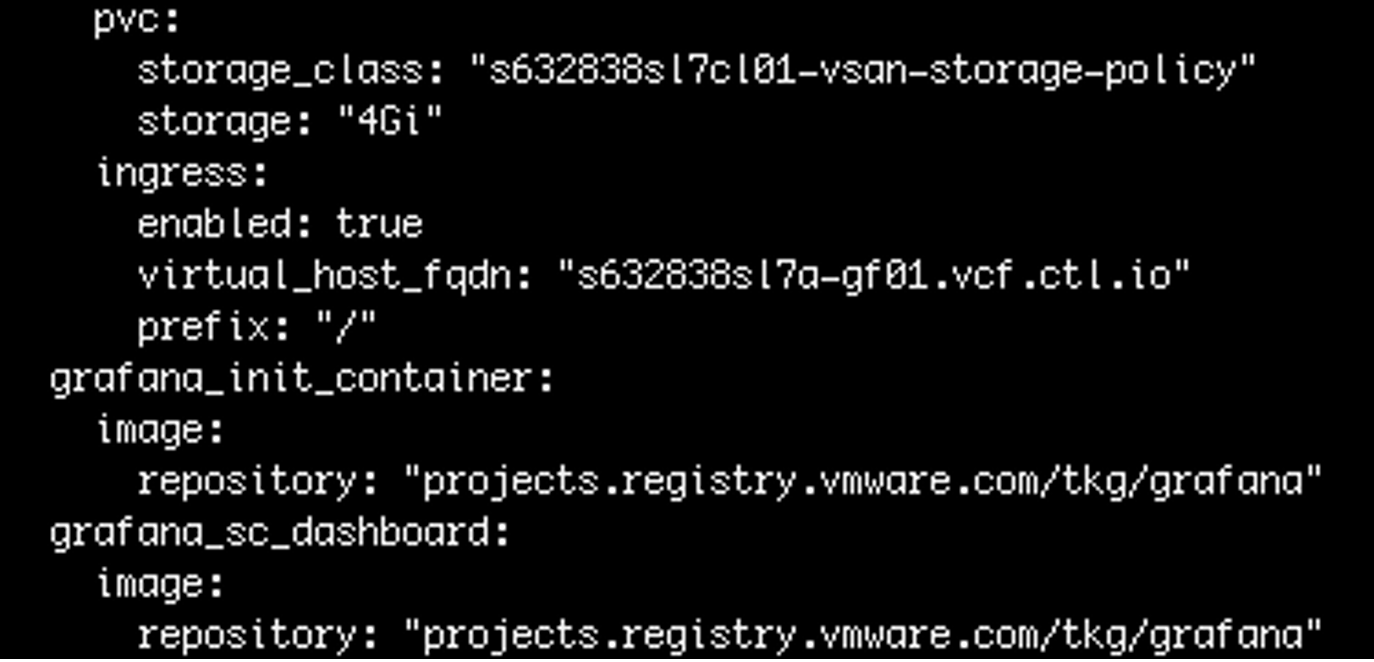 pvc:
storage_class: "s632838sl7cl01-vsan-storage-policy"
storage: "4Gi"
ingress:
enabled: true
virtual_host_fqdn: "s632838sl7a-gf01.vcf.ctl.io"
prefix: "/"
grafana_init_container:
image:
repository: "projects.registry.vmware.com/tkg/grafana"
grafana_sc_dashboard:
image:
repository: "projects.registry.vmware.com/tkg/grafana"